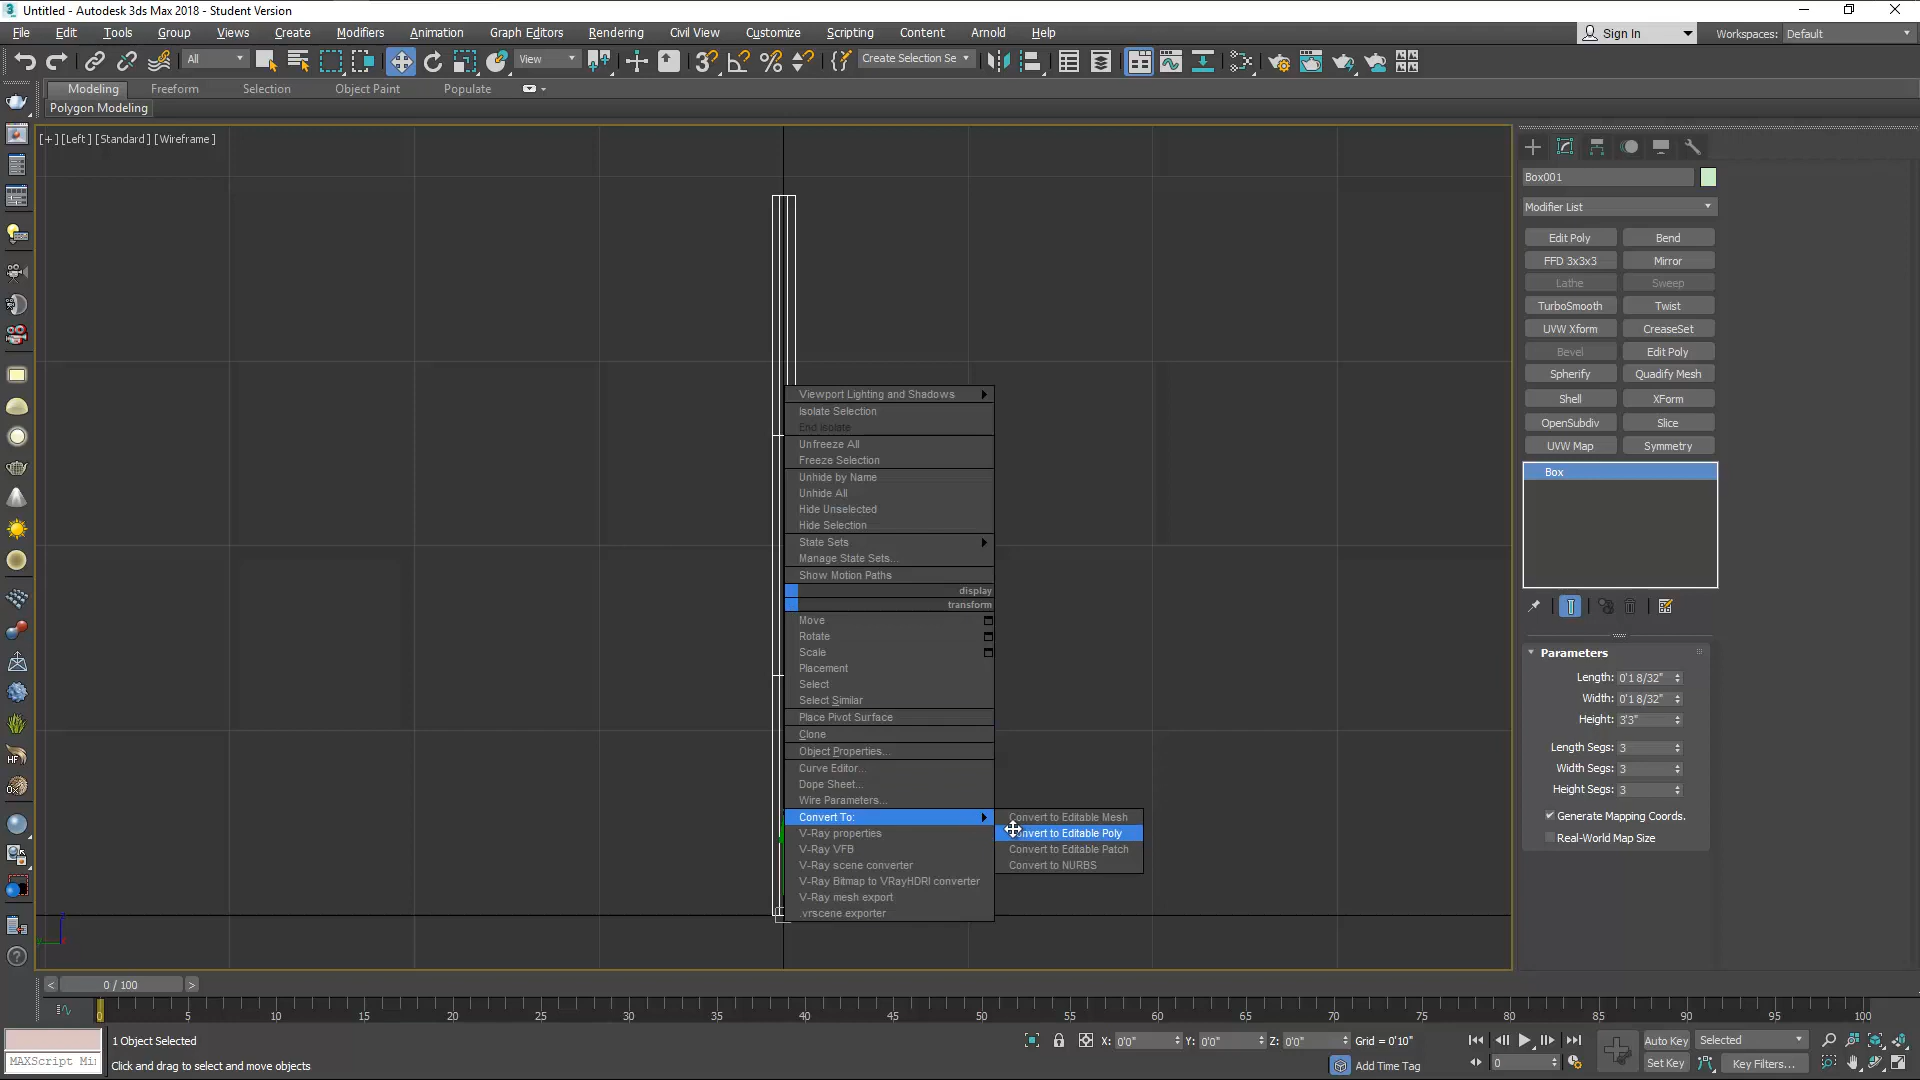 Untitled - Autodesk 3ds Max 2018 - Student Version
File Edit Tools Group Views Create Modifiers Animation Graph Editors Rendering Civil View Customize Scripting Content Arnold Help Sign In Workspaces: Default
All View Create Selection Se
Modeling Freeform Selection Object Paint Populate
Polygon Modeling
[+] [Left] [Standard] [Wireframe]
Box001
Modifier List
Edit Poly Bend
FFD 3x3x3 Mirror
Lathe Sweep
TurboSmooth Twist
UVW Xform CreaseSet
Bevel Edit Poly
Spherify Quadify Mesh
Shell XForm
OpenSubdiv Slice
UVW Map Symmetry
Box
Viewport Lighting and Shadows
Isolate Selection
End Isolate
Unfreeze All
Freeze Selection
Unhide by Name
Unhide All
Hide Unselected
Hide Selection
State Sets
Manage State Sets...
Show Motion Paths
display
transform
Move
Rotate
Scale
Placement
Select
Select Similar
Place Pivot Surface
Clone
Object Properties...
Curve Editor...
Dope Sheet...
Wire Parameters...
Convert To:
V-Ray properties
V-Ray VFB
V-Ray scene converter
V-Ray Bitmap to VRayHDRI converter
V-Ray mesh export
.vrscene exporter
Convert to Editable Mesh
Convert to Editable Poly
Convert to Editable Patch
Convert to NURBS
Parameters
Length: 0'1 8/32"
Width: 0'1 8/32"
Height: 3'3"
Length Segs: 3
Width Segs: 3
Height Segs: 3
Generate Mapping Coords.
Real-World Map Size
HF
< 0 / 100 >
0 5 10 15 20 25 30 35 40 45 50 55 60 65 70 75 80 85 90 95 100
1 Object Selected X: 0'0" Y: 0'0" Z: 0'0" Grid = 0'10" Auto Key Selected
MAXScript Mi Click and drag to select and move objects Add Time Tag 0 Set Key Key Filters...